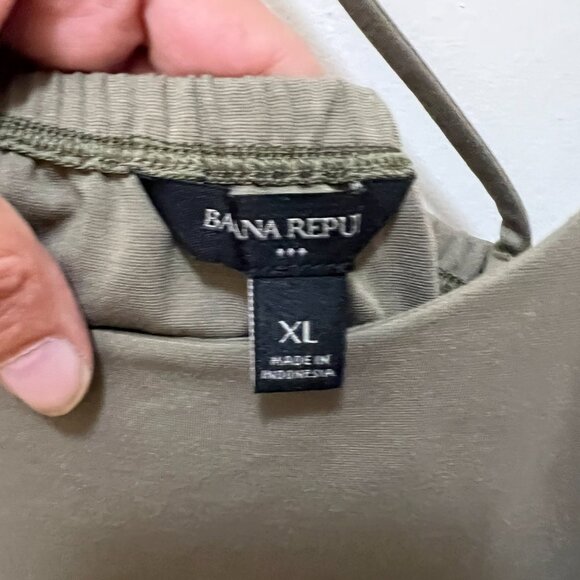 BANA REPU
***
XL
MADE IN
INDONESIA